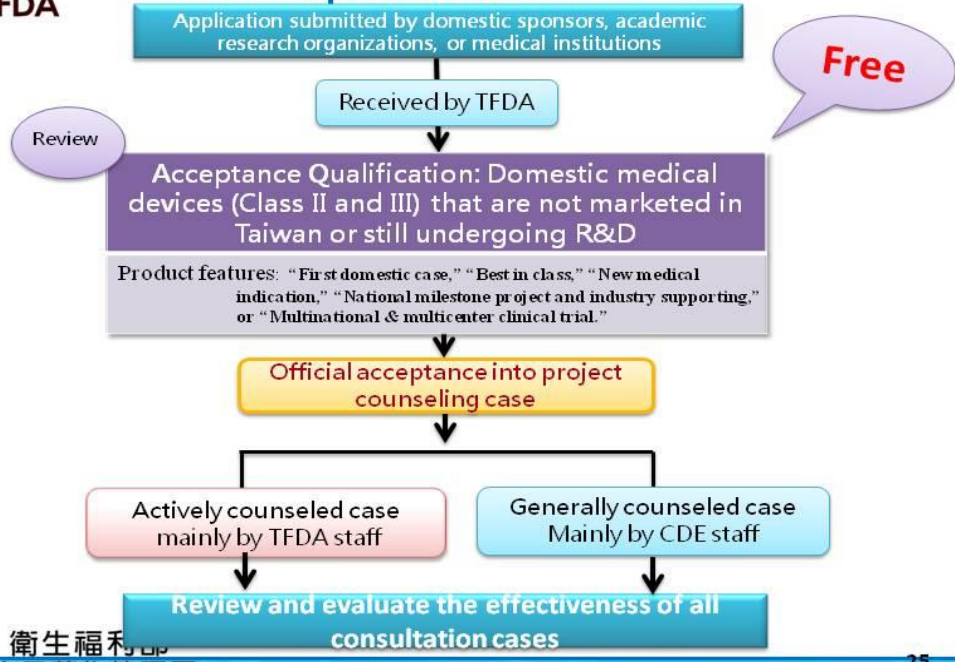 FDA
Application submitted by domestic sponsors, academic
research organizations, or medical institutions
Free
Received by TFDA
Review
Acceptance Qualification: Domestic medical
devices (Class II and III) that are not marketed in
Taiwan or still undergoing R&D
Product features: “First domestic case,” “Best in class,” “New medical
indication,” “National milestone project and industry supporting,”
or “Multinational & multicenter clinical trial.”
Official acceptance into project
counseling case
Actively counseled case
mainly by TFDA staff
Generally counseled case
Mainly by CDE staff
Review and evaluate the effectiveness of all
consultation cases
衛生福利部
25